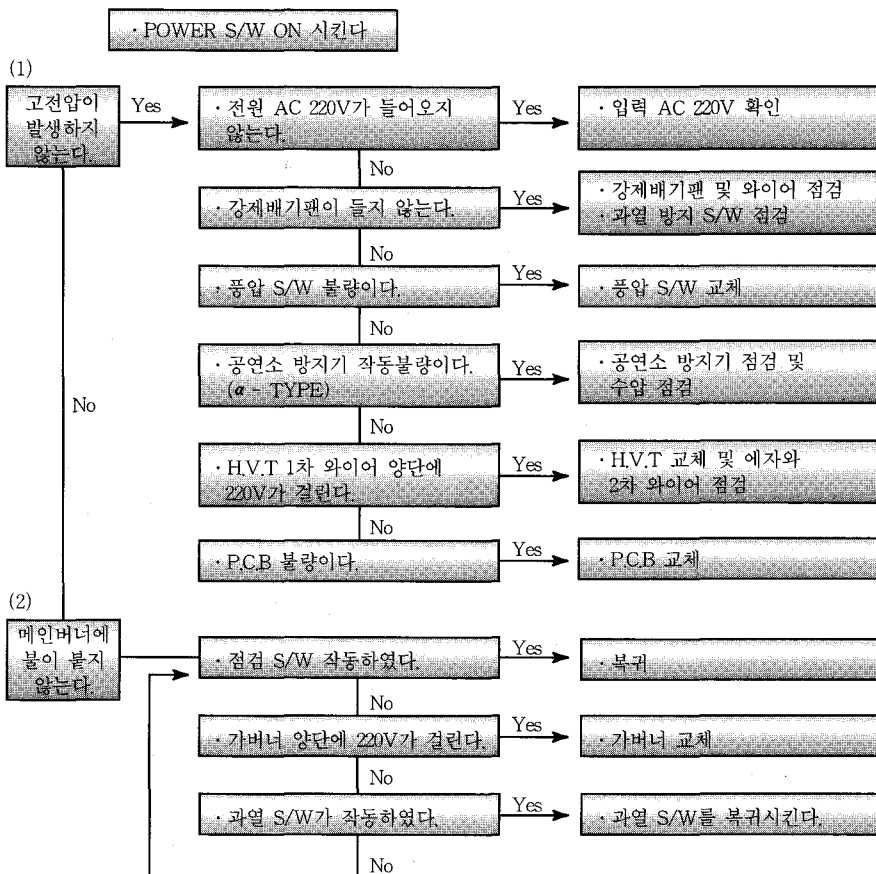 · POWER S/W ON 시킨다
(1)
고전압이
발생하지
않는다
Yes
· 전원 AC 220V가 들어오지
않는다.
Yes
· 입력 AC 220V 확인
No
· 강제배기팬이 들지 않는다.
Yes
· 강제배기팬 및 와이어 점검
· 과열 방지 S/W 점검
No
· 풍압 S/W 불량이다.
Yes
· 풍압 S/W 교체
No
· 공연소 방지기 작동불량이다.
(α - TYPE)
Yes
· 공연소 방지기 점검 및
수압 점검
No
No
· H.V.T 1차 와이어 양단에
220V가 걸린다.
Yes
· H.V.T 교체 및 에자와
2차 와이어 점검
No
· P.C.B 불량이다.
Yes
· P.C.B 교체
(2)
메인버너에
불이 붙지
않는다
· 점검 S/W 작동하였다.
Yes
· 복귀
No
· 가버너 양단에 220V가 걸린다.
Yes
· 가버너 교체
No
· 과열 S/W가 작동하였다.
Yes
· 과열 S/W를 복귀시킨다.
No